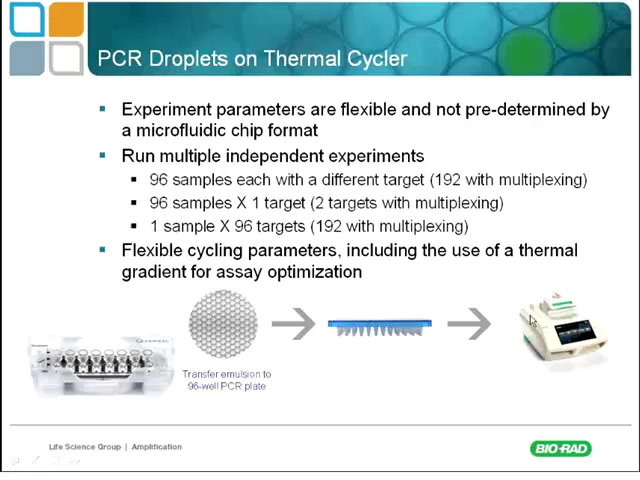 PCR Droplets on Thermal Cycler
Experiment parameters are flexible and not pre-determined by
a microfluidic chip format
Run multiple independent experiments
96 samples each with a different target (192 with multiplexing)
96 samples X 1 target (2 targets with multiplexing)
1 sample X 96 targets (192 with multiplexing)
Flexible cycling parameters, including the use of a thermal
gradient for assay optimization
Transfer emulsion to
96-well PCR plate
Life Science Group | Amplification
BIO-RAD